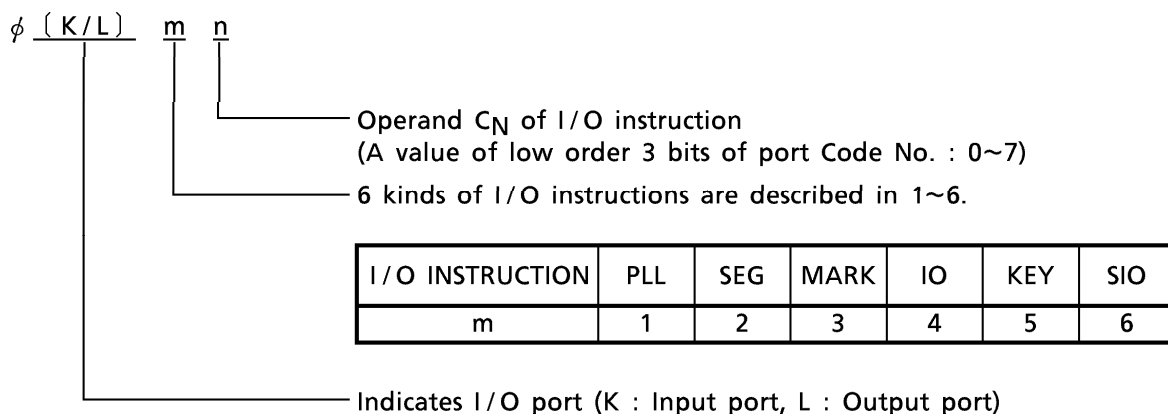 ϕ〔K/L〕 m n
Operand CN of I/O instruction
(A value of low order 3 bits of port Code No. : 0~7)
6 kinds of I/O instructions are described in 1~6.
I/O INSTRUCTION PLL SEG MARK IO KEY SIO
m 1 2 3 4 5 6
Indicates I/O port (K : Input port, L : Output port)